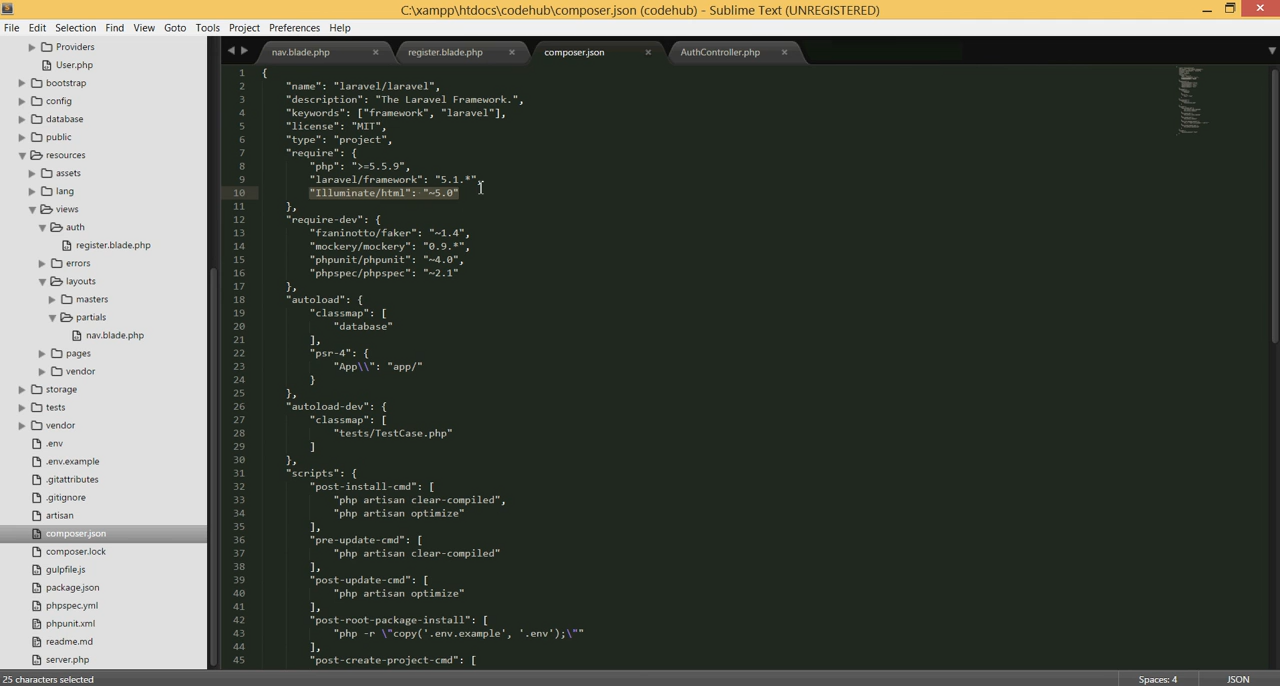 C:\xampp\htdocs\codehub\composer.json (codehub) - Sublime Text (UNREGISTERED)
File Edit Selection Find View Goto Tools Project Preferences Help
Providers
User.php
bootstrap
config
database
public
resources
assets
lang
views
auth
register.blade.php
errors
layouts
masters
partials
nav.blade.php
pages
vendor
storage
tests
vendor
.env
.env.example
.gitattributes
.gitignore
artisan
composer.json
composer.lock
gulpfile.js
package.json
phpspec.yml
phpunit.xml
readme.md
server.php
nav.blade.php register.blade.php composer.json AuthController.php
1 {
2 "name": "laravel/laravel",
3 "description": "The Laravel Framework.",
4 "keywords": ["framework", "laravel"],
5 "license": "MIT",
6 "type": "project",
7 "require": {
8 "php": ">=5.5.9",
9 "laravel/framework": "5.1.*",
10 "Illuminate/html": "~5.0"
11 },
12 "require-dev": {
13 "fzaninotto/faker": "~1.4",
14 "mockery/mockery": "0.9.*",
15 "phpunit/phpunit": "~4.0",
16 "phpspec/phpspec": "~2.1"
17 },
18 "autoload": {
19 "classmap": [
20 "database"
21 ],
22 "psr-4": {
23 "App\\": "app/"
24 }
25 },
26 "autoload-dev": {
27 "classmap": [
28 "tests/TestCase.php"
29 ]
30 },
31 "scripts": {
32 "post-install-cmd": [
33 "php artisan clear-compiled",
34 "php artisan optimize"
35 ],
36 "pre-update-cmd": [
37 "php artisan clear-compiled"
38 ],
39 "post-update-cmd": [
40 "php artisan optimize"
41 ],
42 "post-root-package-install": [
43 "php -r \"copy('.env.example', '.env');\""
44 ],
45 "post-create-project-cmd": [
25 characters selected Spaces: 4 JSON